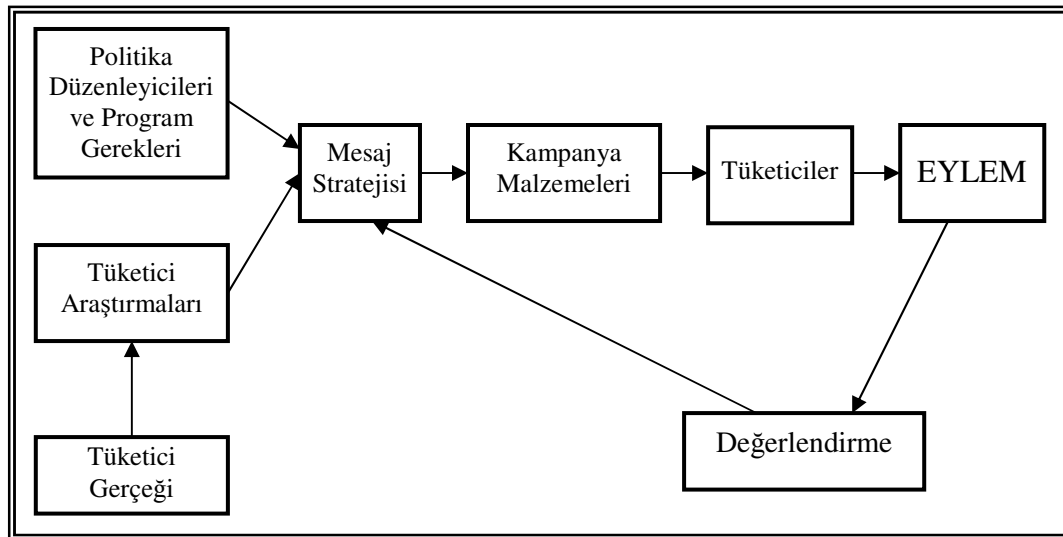 Politika
Düzenleyicileri
ve Program
Gerekleri
Mesaj
Stratejisi
Kampanya
Malzemeleri
Tüketiciler
EYLEM
Tüketici
Araştırmaları
Tüketici
Gerçeği
Değerlendirme